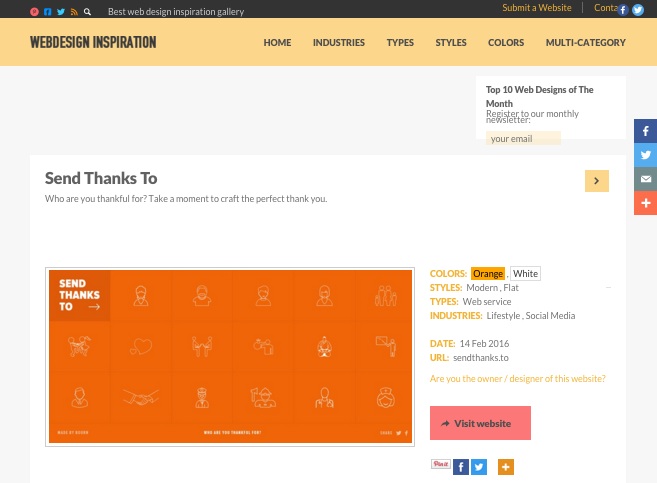 Best web design inspiration gallery
Submit a Website
WEBDESIGN INSPIRATION
HOME INDUSTRIES TYPES STYLES COLORS MULTI-CATEGORY
Top 10 Web Designs of The
Month
Register to our monthly
newsletter:
your email
Send Thanks To
Who are you thankful for? Take a moment to craft the perfect thank you.
SEND
THANKS
TO
MADE BY WONDR
WHO ARE YOU THANKFUL FOR?
SHARE
COLORS: Orange , White
STYLES: Modern , Flat
TYPES: Web service
INDUSTRIES: Lifestyle , Social Media
DATE: 14 Feb 2016
URL: sendthanks.to
Are you the owner / designer of this website?
Visit website
Pinit